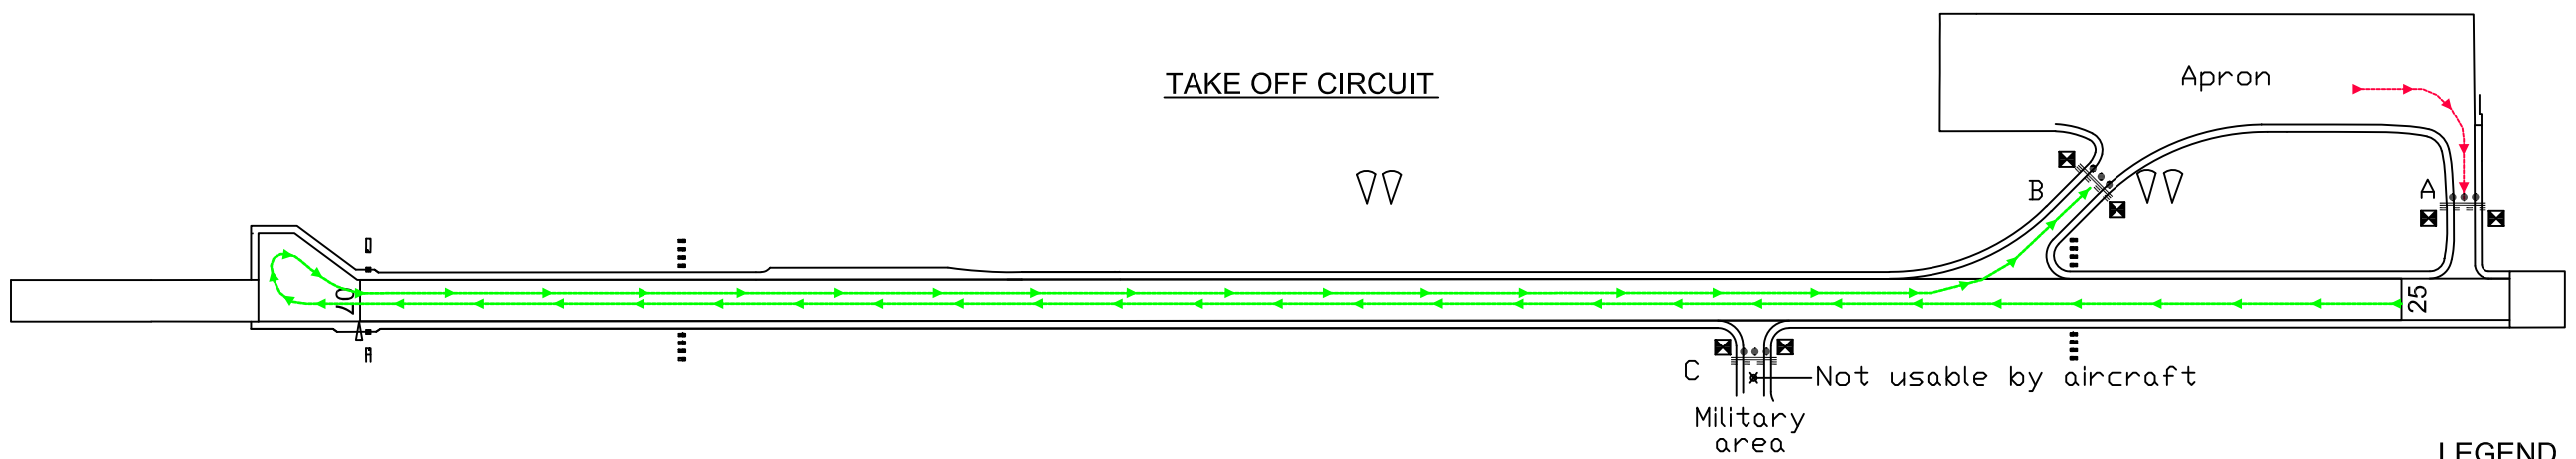 TAKE OFF CIRCUIT
Apron
B
A
07
25
C
Not usable by aircraft
Military
area
LEGEND